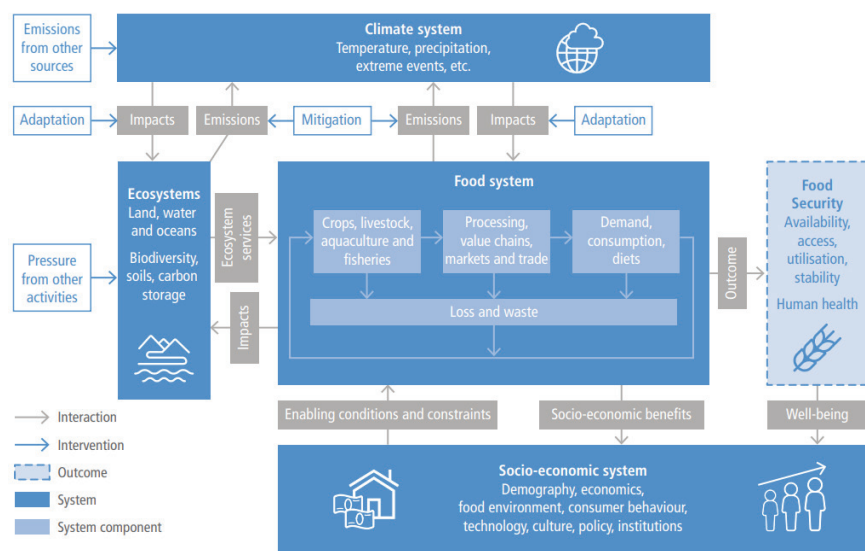 Emissions
from other
sources
Climate system
Temperature, precipitation,
extreme events, etc.
Adaptation
Impacts
Emissions
Mitigation
Emissions
Impacts
Adaptation
Ecosystems
Land, water
and oceans
Biodiversity,
soils, carbon
storage
Pressure
from other
activities
Ecosystem
services
Impacts
Food system
Crops, livestock,
aquaculture and
fisheries
Processing,
value chains,
markets and trade
Demand,
consumption,
diets
Loss and waste
Outcome
Food
Security
Availability,
access,
utilisation,
stability
Human health
Enabling conditions and constraints
Socio-economic benefits
Well-being
Interaction
Intervention
Outcome
System
System component
Socio-economic system
Demography, economics,
food environment, consumer behaviour,
technology, culture, policy, institutions